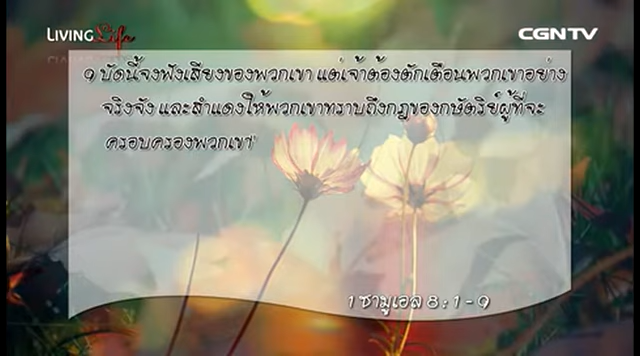 LIVING Life
CGNTV
9 บัดนี้จงฟังเสียงของพวกเขา แต่เจ้าต้องตักเตือนพวกเขาอย่าง
จริงจัง และสำแดงให้พวกเขาทราบถึงกฎของกษัตริย์ผู้ที่จะ
ครอบครองพวกเขา"
1 ซามูเอล 8 : 1 - 9